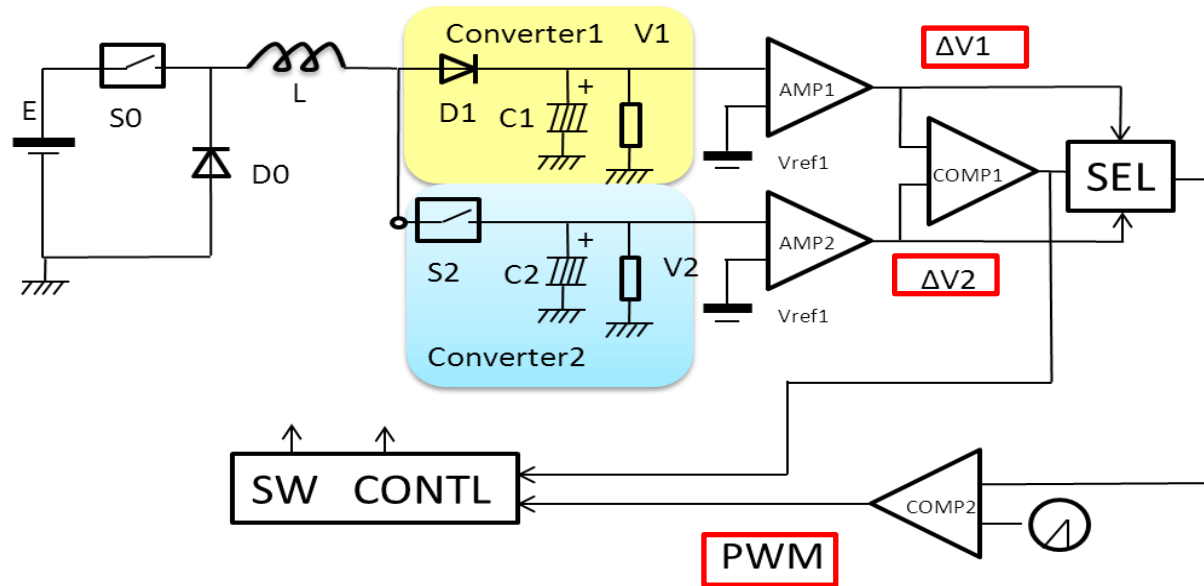 Converter1 V1
ΔV1
E
S0
L
D1
C1
+
AMP1
D0
Vref1
COMP1
SEL
S2
C2
+
V2
AMP2
ΔV2
Vref1
Converter2
SW CONTL
COMP2
PWM